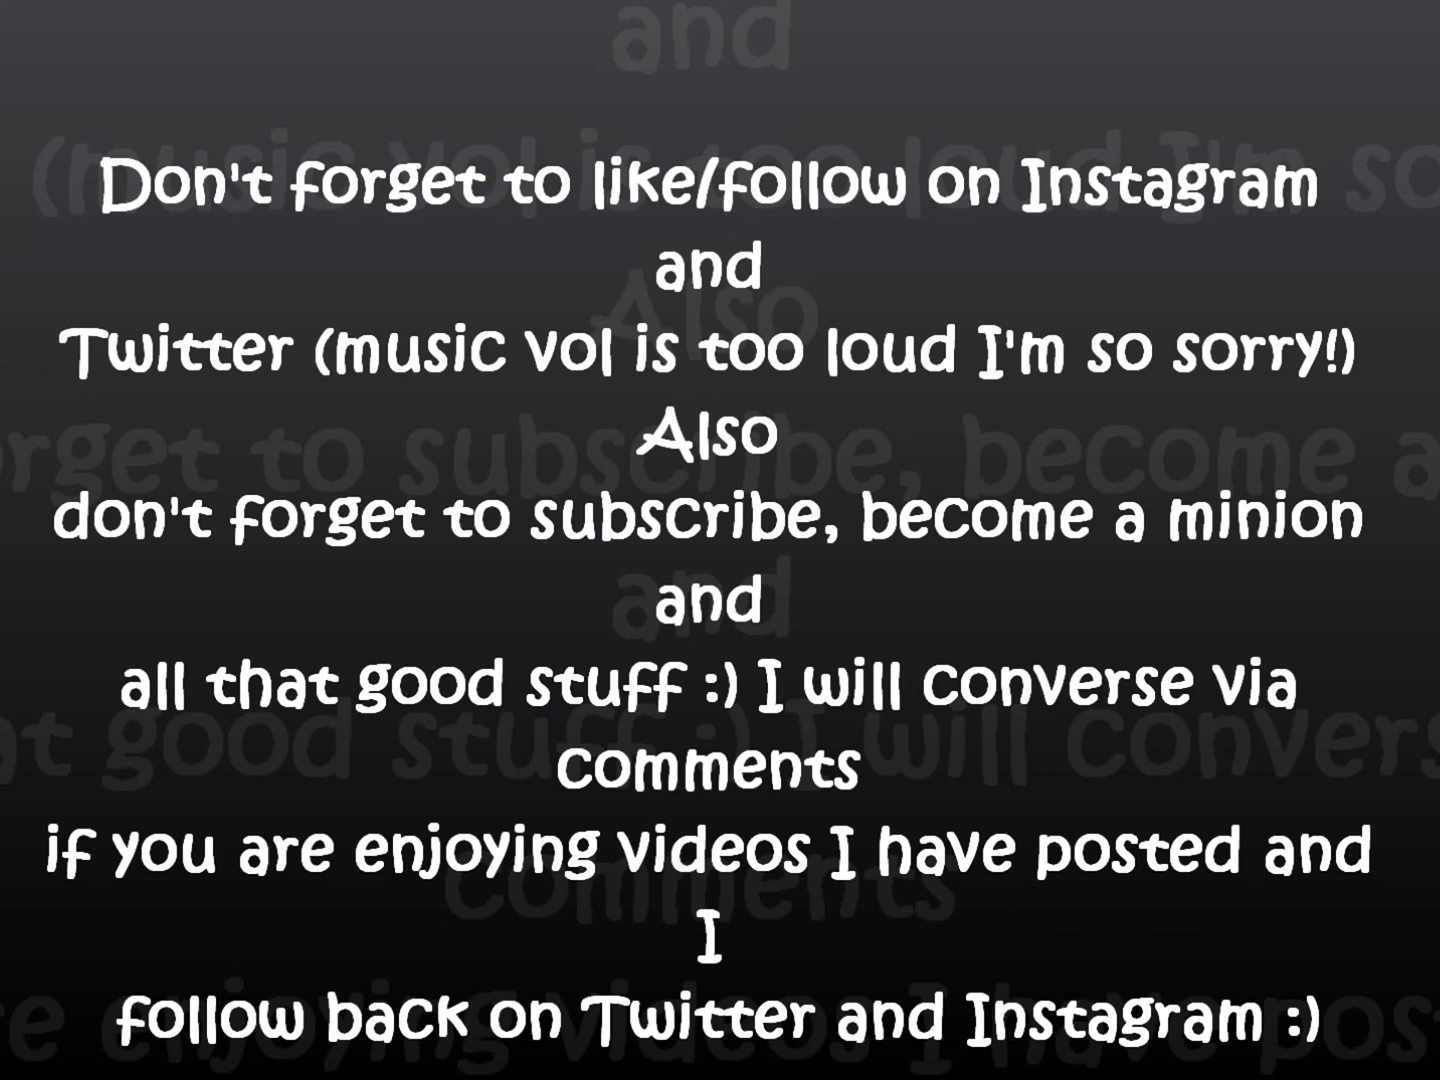 Don't forget to like/follow on Instagram
and
Twitter (music vol is too loud I'm so sorry!)
Also
don't forget to subscribe, become a minion
and
all that good stuff :) I will converse via
comments
if you are enjoying videos I have posted and
I
follow back on Twitter and Instagram :)